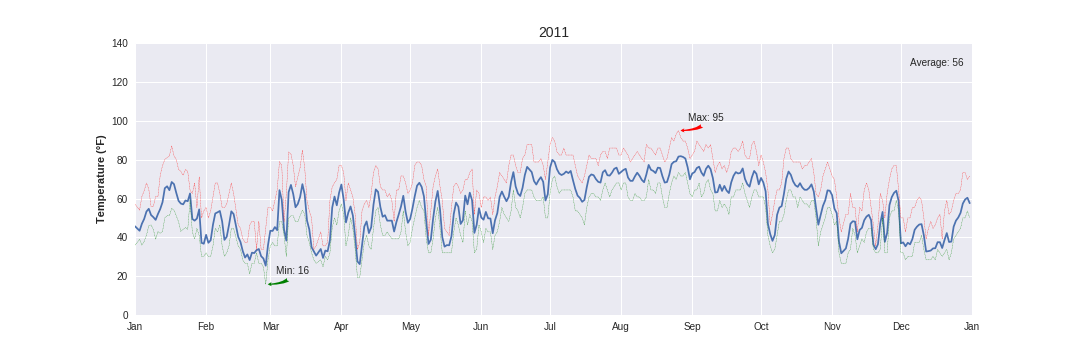 2011
140
Average: 56
120
Max: 95
100
80
Temperature (°F)
60
40
Min: 16
20
0
Jan Feb Mar Apr May Jun Jul Aug Sep Oct Nov Dec Jan